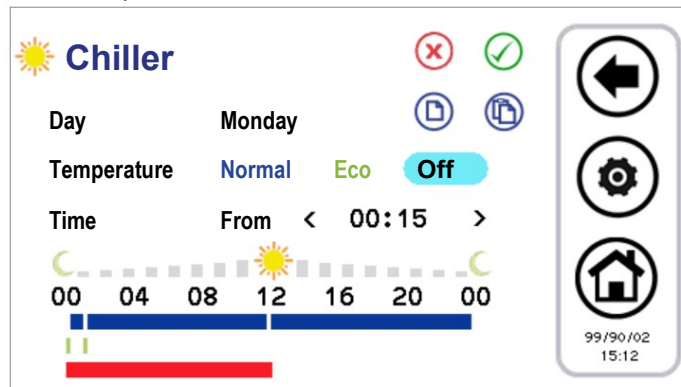 Chiller
Day Monday
Temperature Normal Eco Off
Time From < 00:15 >
00 04 08 12 16 20 00
99/90/02
15:12